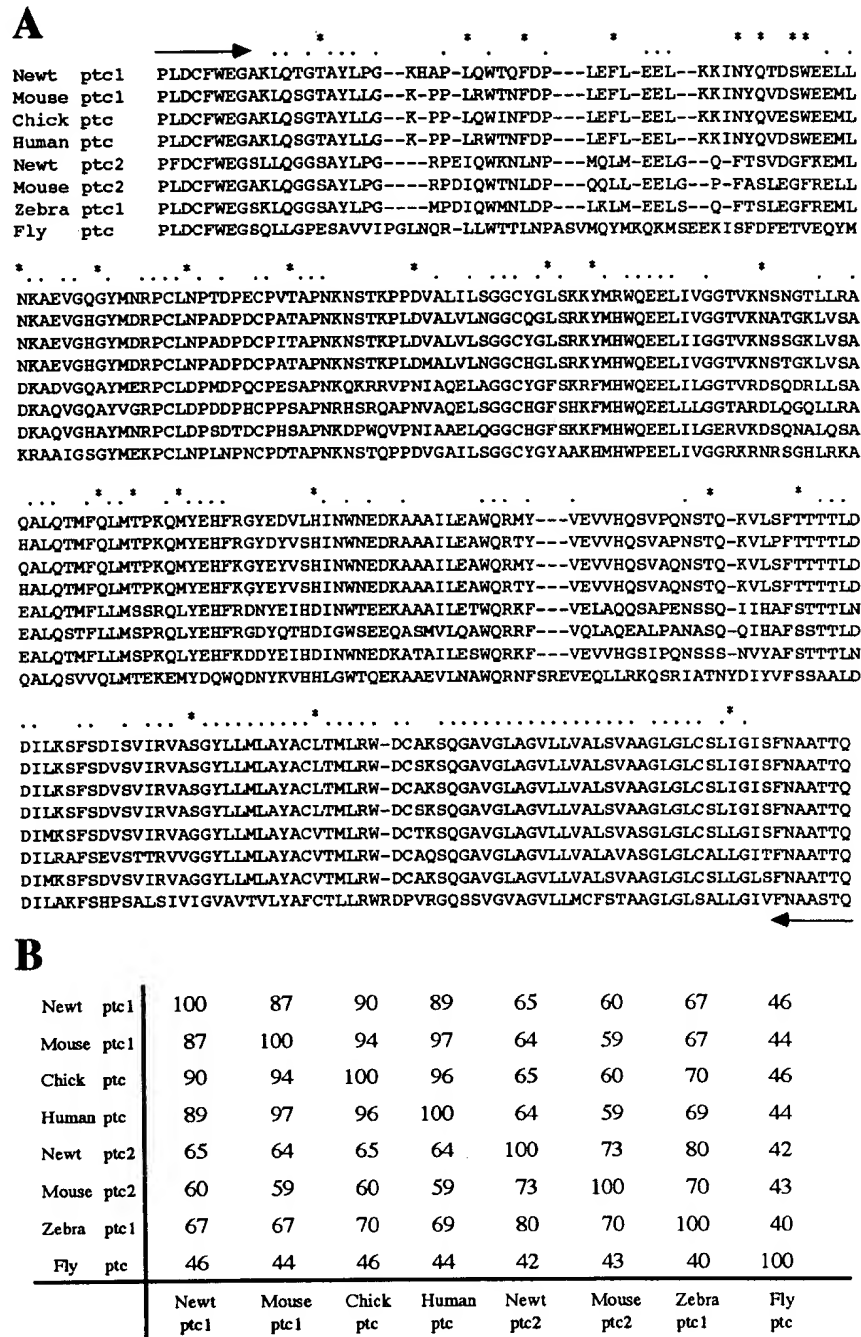 A
Newt ptc1 PLDCFWEGAKLQTGTAYLPG--KHAP-LQWTQFDP---LEFL-EEL--KKINYQTDSWEELL
Mouse ptc1 PLDCFWEGAKLQSGTAYLLG--K-PP-LRWTNFDP---LEFL-EEL--KKINYQVDSWEEML
Chick ptc PLDCFWEGAKLQSGTAYLLG--K-PP-LQWINFDP---LEFL-EEL--KKINYQVESWEEML
Human ptc PLDCFWEGAKLQSGTAYLLG--K-PP-LRWTNFDP---LEFL-EEL--KKINYQVDSWEEML
Newt ptc2 PFDCFWEGSLLQGGSAYLPG----RPEIQWKNLNP---MQLM-EELG--Q-FTSVDGFKEML
Mouse ptc2 PLDCFWEGAKLQGGSAYLPG----RPDIQWTNLDP---QQLL-EELG--P-FASLEGFRELL
Zebra ptc1 PLDCFWEGSKLQGGSAYLPG----MPDIQWMNLDP---LKLM-EELS--Q-FTSLEGFREML
Fly ptc PLDCFWEGSQLLGPESAVVIPGLNQR-LLWTTLNPASVMQYMKQKMSEEKISFDFETVEQYM
NKAEVGQGYMNRPCLNPTDPECPVTAPNKNSTKPPDVALILSGGCYGLSKKYMRWQEELIVGGTVKNSNGTLLRA
NKAEVGHGYMDRPCLNPADPDCPATAPNKNSTKPLDVALVLNGGCQGLSRKYMHWQEELIVGGTVKNATGKLVSA
NKAEVGHGYMDRPCLNPADPDCPITAPNKNSTKPLDVALVLNGGCYGLSRKYMHWQEELIIGGTVKNSSGKLVSA
NKAEVGHGYMDRPCLNPADPDCPATAPNKNSTKPLDMALVLNGGCHGLSRKYMHWQEELIVGGTVKNSTGKLVSA
DKADVGQAYMERPCLDPMDPQCPESAPNKQKRRVPNIAQELAGGCYGFSKRFMHWQEELILGGTVRDSQDRLLSA
DKAQVGQAYVGRPCLDPDDPHCPPSAPNRHSRQAPNVAQELSGGCHGFSHKFMHWQEELLLGGTARDLQGQLLRA
DKAQVGHAYMNRPCLDPSDTDCPHSAPNKDPWQVPNIAAELQGGCHGFSKKFMHWQEELILGERVKDSQNALQSA
KRAAIGSGYMEKPCLNPLNPNCPDTAPNKNSTQPPDVGAILSGGCYGYAAKHMHWPEELIVGGRKRNRSGHLRKA
QALQTMFQLMTPKQMYEHFRGYEDVLHINWNEDKAAAILEAWQRMY---VEVVHQSVPQNSTQ-KVLSFTTTTLD
HALQTMFQLMTPKQMYEHFRGYDYVSHINWNEDRAAAILEAWQRTY---VEVVHQSVAPNSTQ-KVLPFTTTTLD
QALQTMFQLMTPKQMYEHFKGYEYVSHINWNEDKAAAILEAWQRMY---VEVVHQSVAQNSTQ-KVLSFTTTTLD
HALQTMFQLMTPKQMYEHFKGYEYVSHINWNEDKAAAILEAWQRTY---VEVVHQSVAQNSTQ-KVLSFTTTTLD
EALQTMFLLMSSRQLYEHFRDNYEIHDINWTEEKAAAILETWQRKF---VELAQQSAPENSSQ-IIHAFSTTTLN
EALQSTFLLMSPRQLYEHFRGDYQTHDIGWSEEQASMVLQAWQRRF---VQLAQEALPANASQ-QIHAFSSTTLD
EALQTMFLLMSPKQLYEHFKDDYEIHDINWNEDKATAILESWQRKF---VEVVHGSIPQNSSS-NVYAFSTTTLN
QALQSVVQLMTEKEMYDQWQDNYKVHHLGWTQEKAAEVLNAWQRNFSREVEQLLRKQSRIATNYDIYVFSSAALD
DILKSFSDISVIRVASGYLLMLAYACLTMLRW-DCAKSQGAVGLAGVLLVALSVAAGLGLCSLIGISFNAATTQ
DILKSFSDVSVIRVASGYLLMLAYACLTMLRW-DCSKSQGAVGLAGVLLVALSVAAGLGLCSLIGISFNAATTQ
DILKSFSDVSVIRVASGYLLMLAYACLTMLRW-DCAKSQGAVGLAGVLLVALSVAAGLGLCSLIGISFNAATTQ
DILKSFSDVSVIRVASGYLLMLAYACLTMLRW-DCSKSQGAVGLAGVLLVALSVAAGLGLCSLIGISFNAATTQ
DIMKSFSDVSVIRVAGGYLLMLAYACVTMLRW-DCTKSQGAVGLAGVLLVALSVASGLGLCSLLGISFNAATTQ
DILRAFSEVSTTRVVGGYLLMLAYACVTMLRW-DCAQSQGAVGLAGVLLVALAVASGLGLCALLGITFNAATTQ
DIMKSFSDVSVIRVAGGYLLMLAYACVTMLRW-DCAKSQGAVGLAGVLLVALSVAAGLGLCSLLGLSFNAATTQ
DILAKFSHPSALSIVIGVAVTVLYAFCTLLRWRDPVRGQSSVGVAGVLLMCFSTAAGLGLSALLGIVFNAASTQ
B
Newt ptc1 100 87 90 89 65 60 67 46
Mouse ptc1 87 100 94 97 64 59 67 44
Chick ptc 90 94 100 96 65 60 70 46
Human ptc 89 97 96 100 64 59 69 44
Newt ptc2 65 64 65 64 100 73 80 42
Mouse ptc2 60 59 60 59 73 100 70 43
Zebra ptc1 67 67 70 69 80 70 100 40
Fly ptc 46 44 46 44 42 43 40 100
Newt Mouse Chick Human Newt Mouse Zebra Fly
ptc1 ptc1 ptc ptc ptc2 ptc2 ptc1 ptc